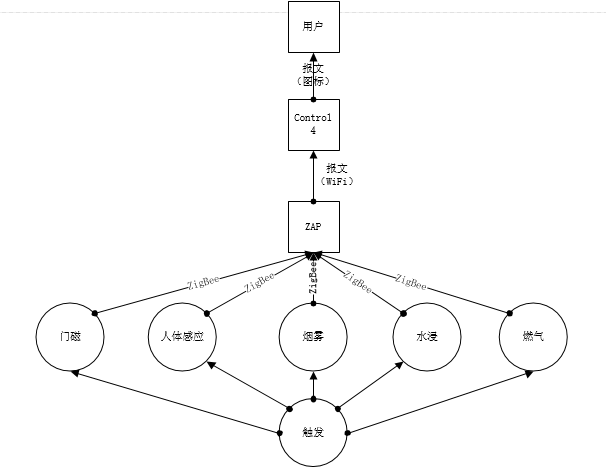 用户
报文
（图标）
Control
4
报文
（WiFi）
ZAP
ZigBee
ZigBee
ZigBee
ZigBee
ZigBee
门磁
人体感应
烟雾
水浸
燃气
触发